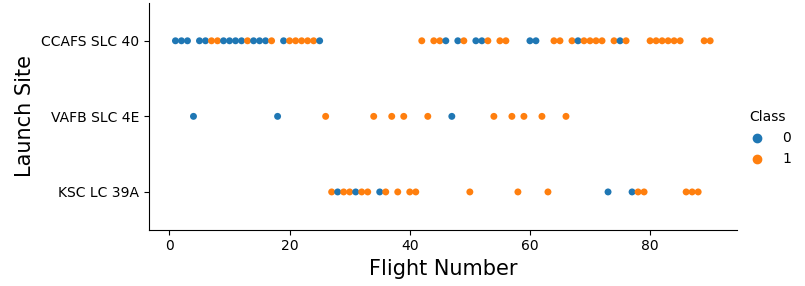 CCAFS SLC 40
VAFB SLC 4E
KSC LC 39A
Launch Site
0 20 40 60 80
Flight Number
Class
0
1